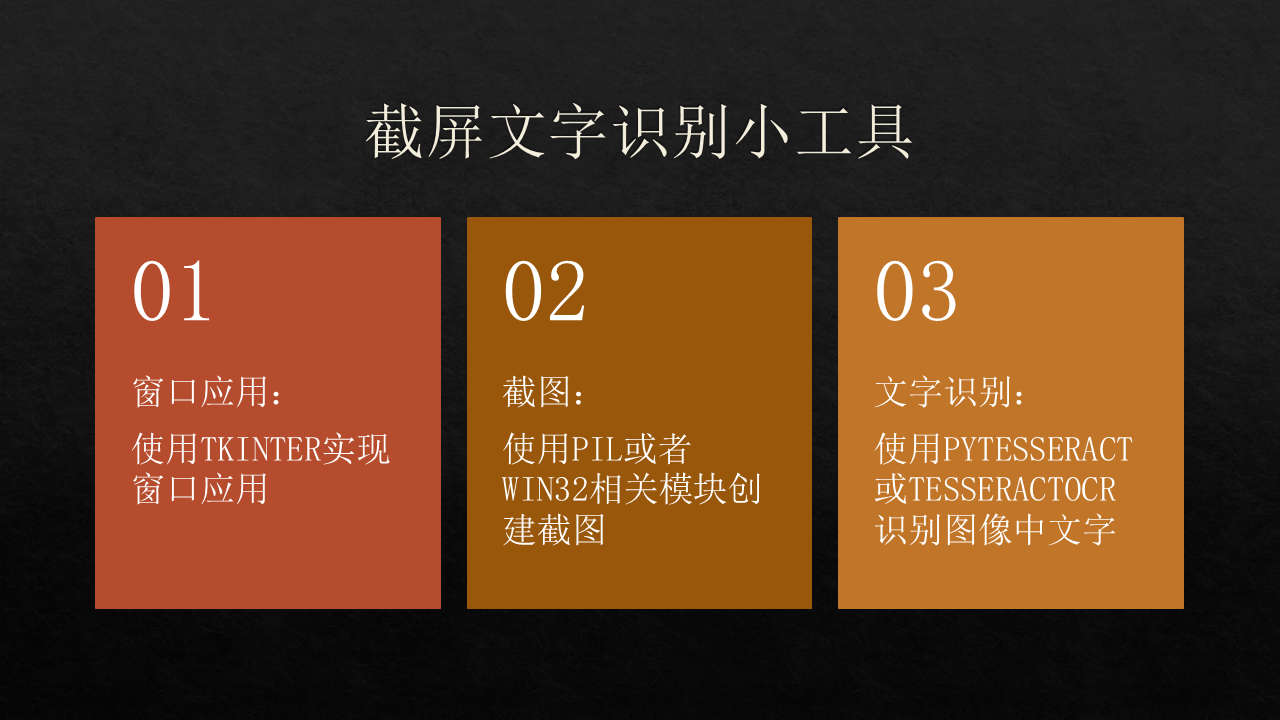 截屏文字识别小工具
01
窗口应用：
使用TKINTER实现
窗口应用
02
截图：
使用PIL或者
WIN32相关模块创
建截图
03
文字识别：
使用PYTESSERACT
或TESSERACTOCR
识别图像中文字